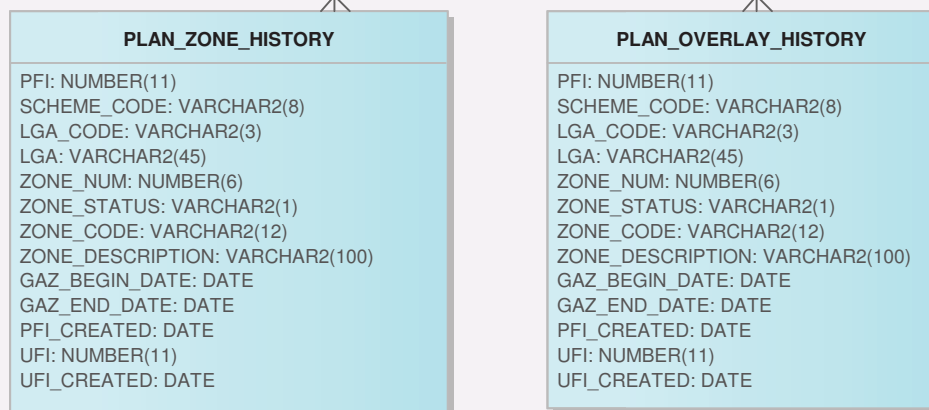 PLAN_ZONE_HISTORY
PFI: NUMBER(11)
SCHEME_CODE: VARCHAR2(8)
LGA_CODE: VARCHAR2(3)
LGA: VARCHAR2(45)
ZONE_NUM: NUMBER(6)
ZONE_STATUS: VARCHAR2(1)
ZONE_CODE: VARCHAR2(12)
ZONE_DESCRIPTION: VARCHAR2(100)
GAZ_BEGIN_DATE: DATE
GAZ_END_DATE: DATE
PFI_CREATED: DATE
UFI: NUMBER(11)
UFI_CREATED: DATE
PLAN_OVERLAY_HISTORY
PFI: NUMBER(11)
SCHEME_CODE: VARCHAR2(8)
LGA_CODE: VARCHAR2(3)
LGA: VARCHAR2(45)
ZONE_NUM: NUMBER(6)
ZONE_STATUS: VARCHAR2(1)
ZONE_CODE: VARCHAR2(12)
ZONE_DESCRIPTION: VARCHAR2(100)
GAZ_BEGIN_DATE: DATE
GAZ_END_DATE: DATE
PFI_CREATED: DATE
UFI: NUMBER(11)
UFI_CREATED: DATE